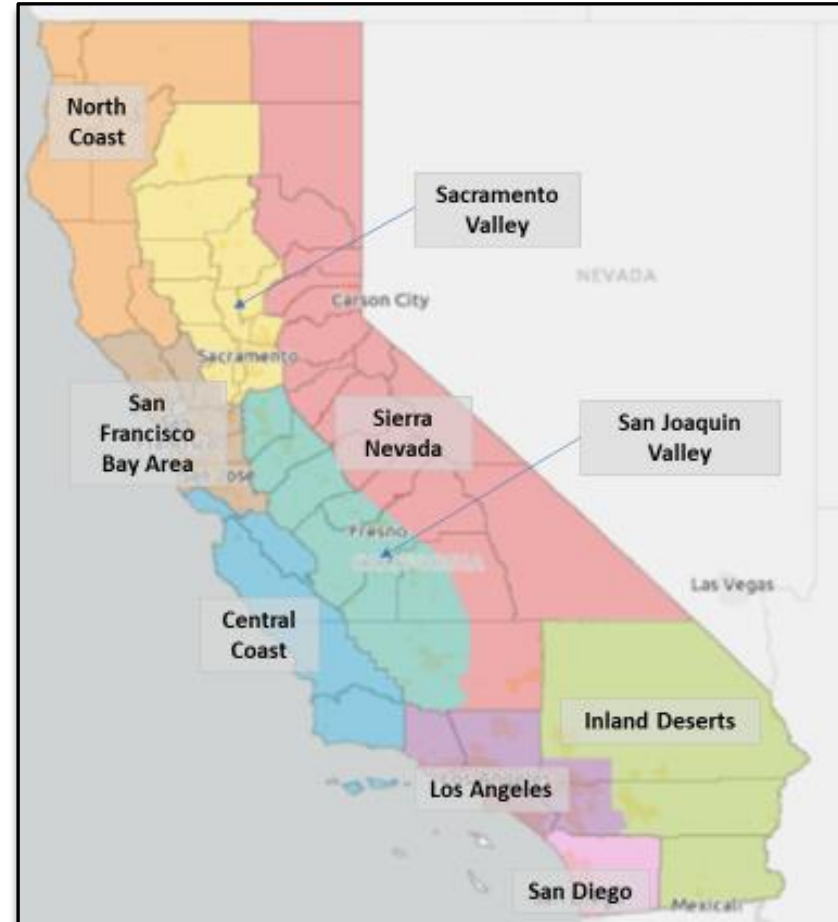 North
Coast
Sacramento
Valley
NEVADA
Carson City
Sacramento
San
Francisco
Bay Area
Sierra
Nevada
San Joaquin
Valley
Fresno
Las Vegas
Central
Coast
Inland Deserts
Los Angeles
San Diego
Mexicali